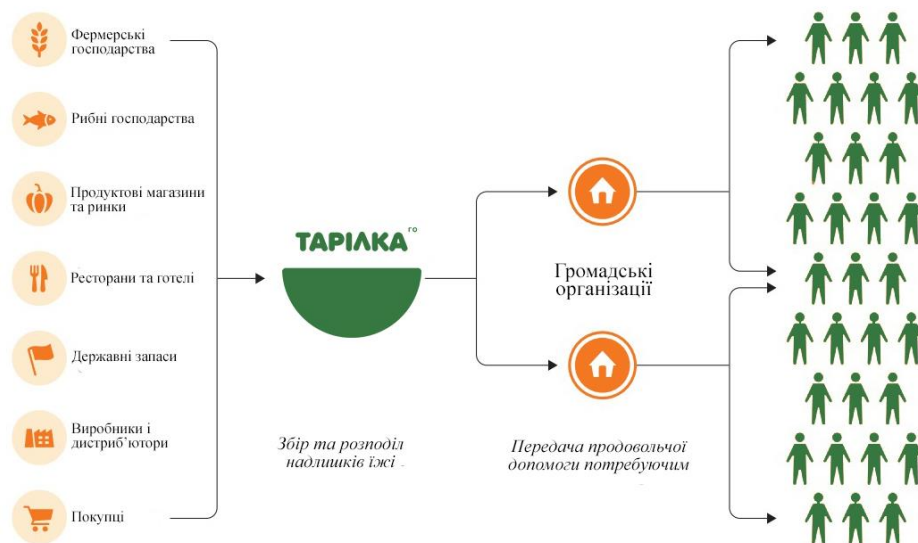 Фермерські
господарства
Рибні господарства
Продуктові магазини
та ринки
Ресторани та готелі
Державні запаси
Виробники і
дистриб'ютори
Покупці
ТАРІЛКА ГО
Збір та розподіл
надлишків їжі
Громадські
організації
Передача продовольчої
допомоги потребуючим